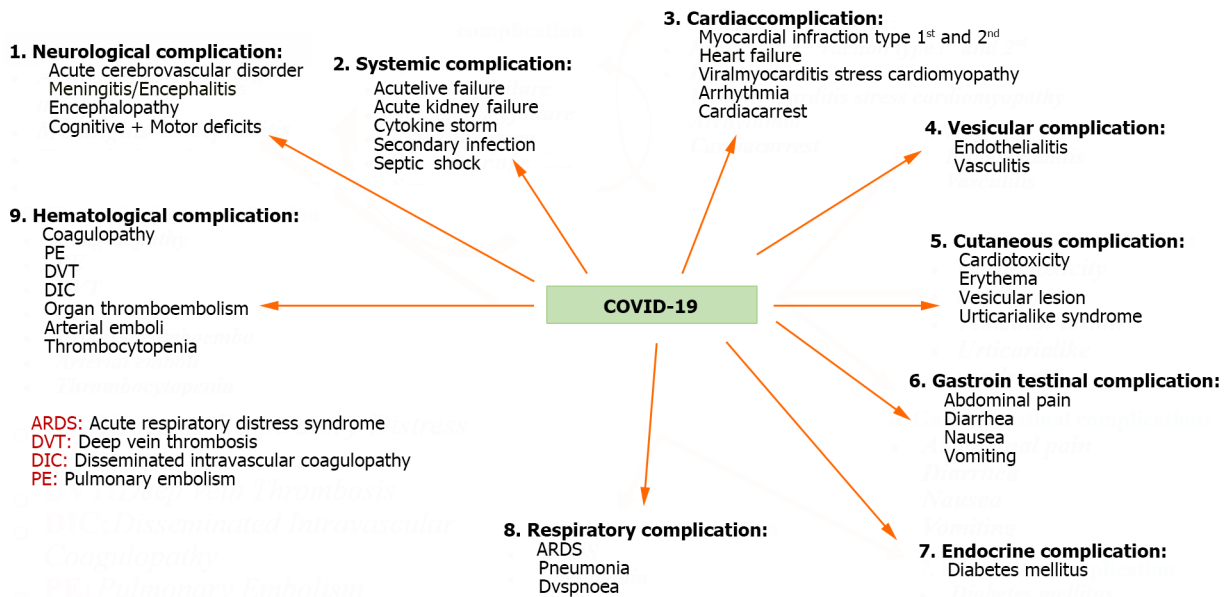 1. Neurological complication:
Acute cerebrovascular disorder
Meningitis/Encephalitis
Encephalopathy
Cognitive + Motor deficits
2. Systemic complication:
Acutelive failure
Acute kidney failure
Cytokine storm
Secondary infection
Septic shock
3. Cardiaccomplication:
Myocardial infraction type 1st and 2nd
Heart failure
Viralmyocarditis stress cardiomyopathy
Arrhythmia
Cardiacarrest
4. Vesicular complication:
Endothelialitis
Vasculitis
5. Cutaneous complication:
Cardiotoxicity
Erythema
Vesicular lesion
Urticarialike syndrome
6. Gastroin testinal complication:
Abdominal pain
Diarrhea
Nausea
Vomiting
7. Endocrine complication:
Diabetes mellitus
8. Respiratory complication:
ARDS
Pneumonia
Dvspnoea
9. Hematological complication:
Coagulopathy
PE
DVT
DIC
Organ thromboembolism
Arterial emboli
Thrombocytopenia
COVID-19
ARDS: Acute respiratory distress syndrome
DVT: Deep vein thrombosis
DIC: Disseminated intravascular coagulopathy
PE: Pulmonary embolism